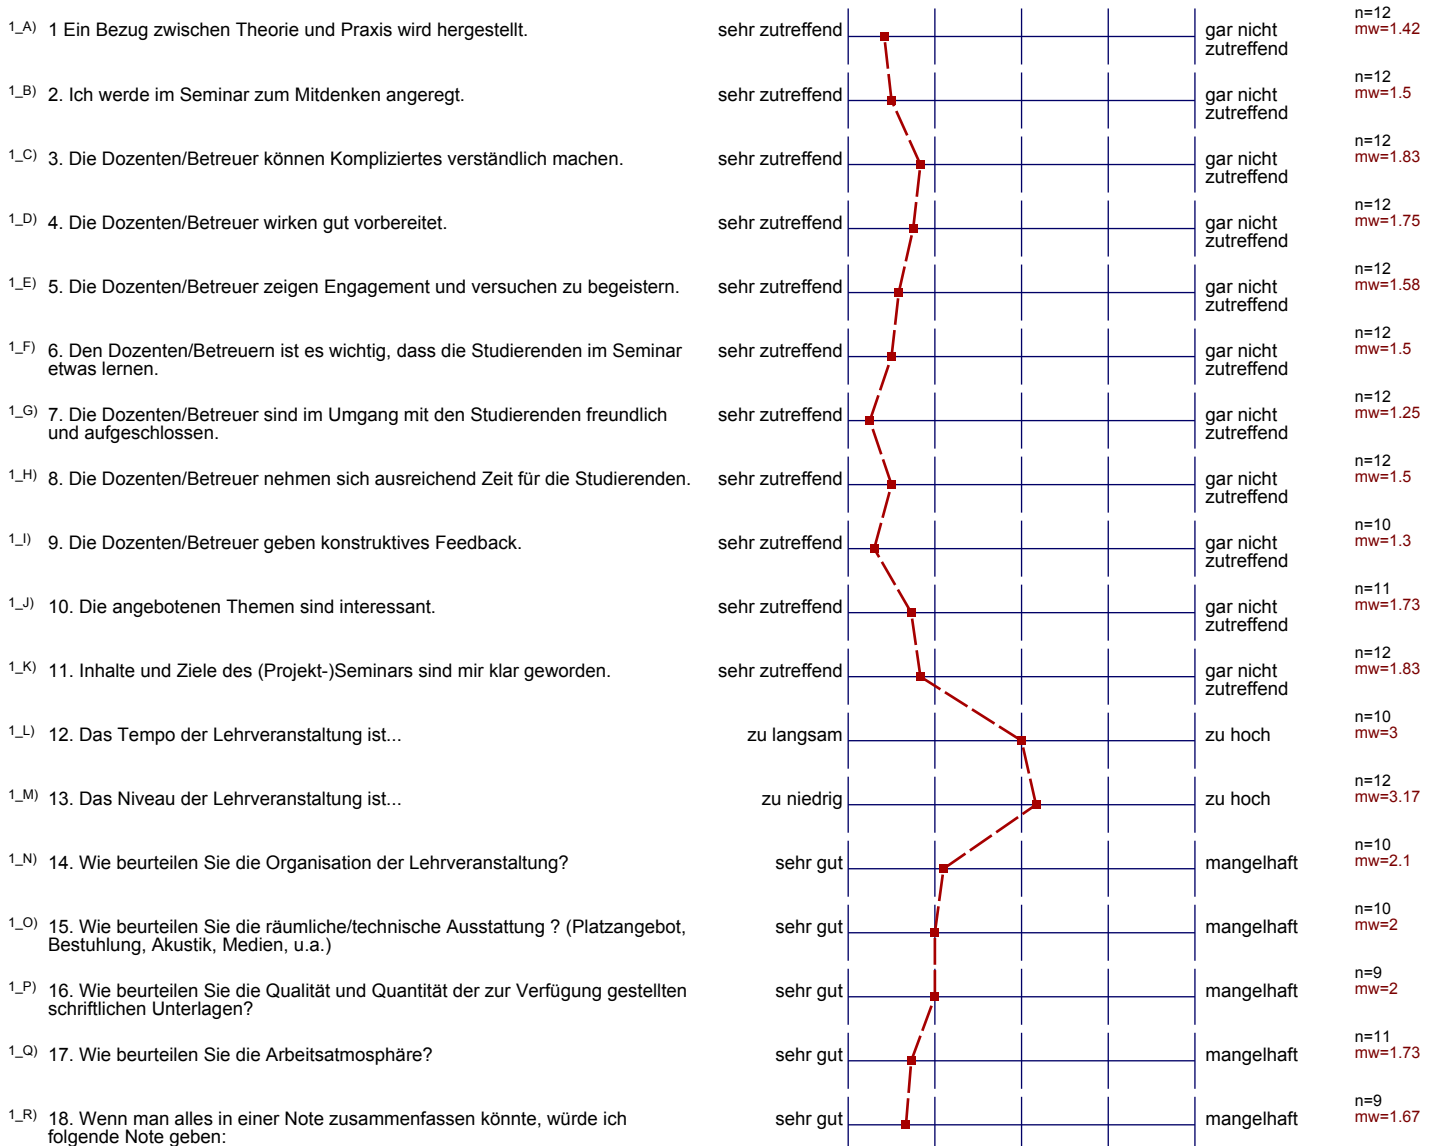 1_A) 1 Ein Bezug zwischen Theorie und Praxis wird hergestellt. sehr zutreffend gar nicht zutreffend n=12 mw=1.42
1_B) 2. Ich werde im Seminar zum Mitdenken angeregt. sehr zutreffend gar nicht zutreffend n=12 mw=1.5
1_C) 3. Die Dozenten/Betreuer können Kompliziertes verständlich machen. sehr zutreffend gar nicht zutreffend n=12 mw=1.83
1_D) 4. Die Dozenten/Betreuer wirken gut vorbereitet. sehr zutreffend gar nicht zutreffend n=12 mw=1.75
1_E) 5. Die Dozenten/Betreuer zeigen Engagement und versuchen zu begeistern. sehr zutreffend gar nicht zutreffend n=12 mw=1.58
1_F) 6. Den Dozenten/Betreuern ist es wichtig, dass die Studierenden im Seminar
etwas lernen. sehr zutreffend gar nicht zutreffend n=12 mw=1.5
1_G) 7. Die Dozenten/Betreuer sind im Umgang mit den Studierenden freundlich
und aufgeschlossen. sehr zutreffend gar nicht zutreffend n=12 mw=1.25
1_H) 8. Die Dozenten/Betreuer nehmen sich ausreichend Zeit für die Studierenden. sehr zutreffend gar nicht zutreffend n=12 mw=1.5
1_I) 9. Die Dozenten/Betreuer geben konstruktives Feedback. sehr zutreffend gar nicht zutreffend n=10 mw=1.3
1_J) 10. Die angebotenen Themen sind interessant. sehr zutreffend gar nicht zutreffend n=11 mw=1.73
1_K) 11. Inhalte und Ziele des (Projekt-)Seminars sind mir klar geworden. sehr zutreffend gar nicht zutreffend n=12 mw=1.83
1_L) 12. Das Tempo der Lehrveranstaltung ist... zu langsam zu hoch n=10 mw=3
1_M) 13. Das Niveau der Lehrveranstaltung ist... zu niedrig zu hoch n=12 mw=3.17
1_N) 14. Wie beurteilen Sie die Organisation der Lehrveranstaltung? sehr gut mangelhaft n=10 mw=2.1
1_O) 15. Wie beurteilen Sie die räumliche/technische Ausstattung ? (Platzangebot,
Bestuhlung, Akustik, Medien, u.a.) sehr gut mangelhaft n=10 mw=2
1_P) 16. Wie beurteilen Sie die Qualität und Quantität der zur Verfügung gestellten
schriftlichen Unterlagen? sehr gut mangelhaft n=9 mw=2
1_Q) 17. Wie beurteilen Sie die Arbeitsatmosphäre? sehr gut mangelhaft n=11 mw=1.73
1_R) 18. Wenn man alles in einer Note zusammenfassen könnte, würde ich
folgende Note geben: sehr gut mangelhaft n=9 mw=1.67